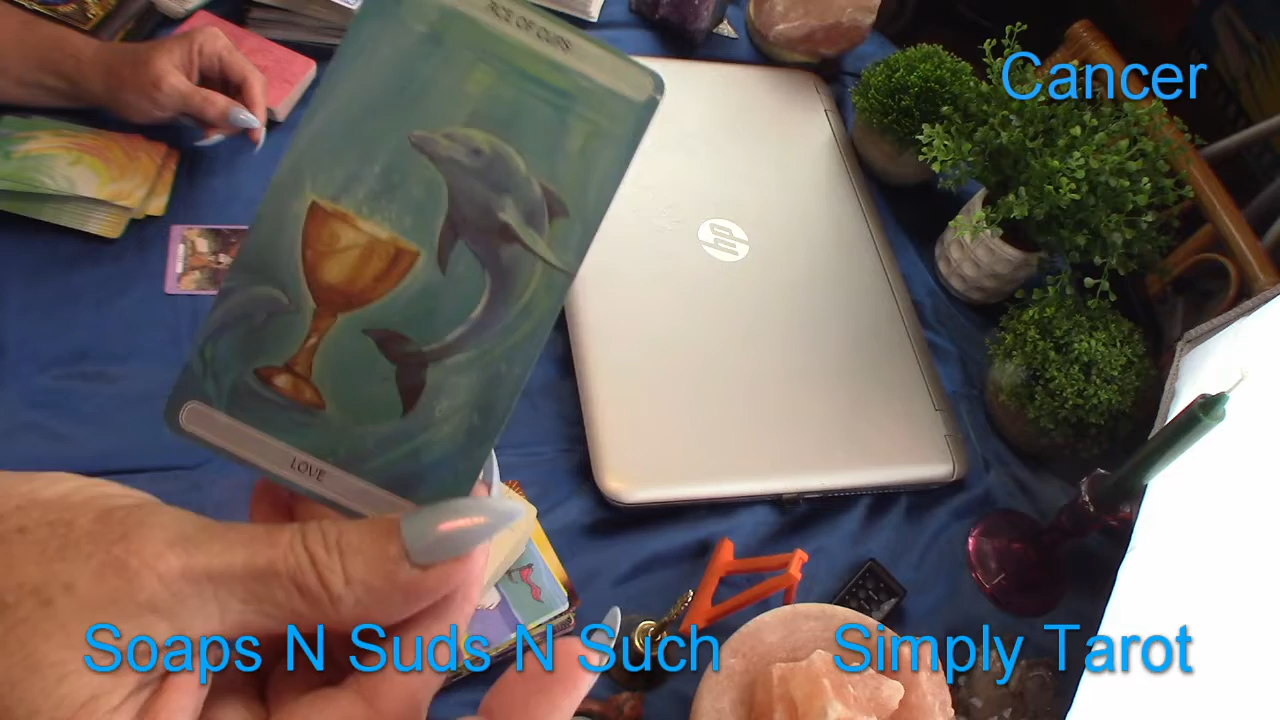 ACE OF CUPS
Cancer
hp
LOVE
Soaps N Suds N Such
Simply Tarot